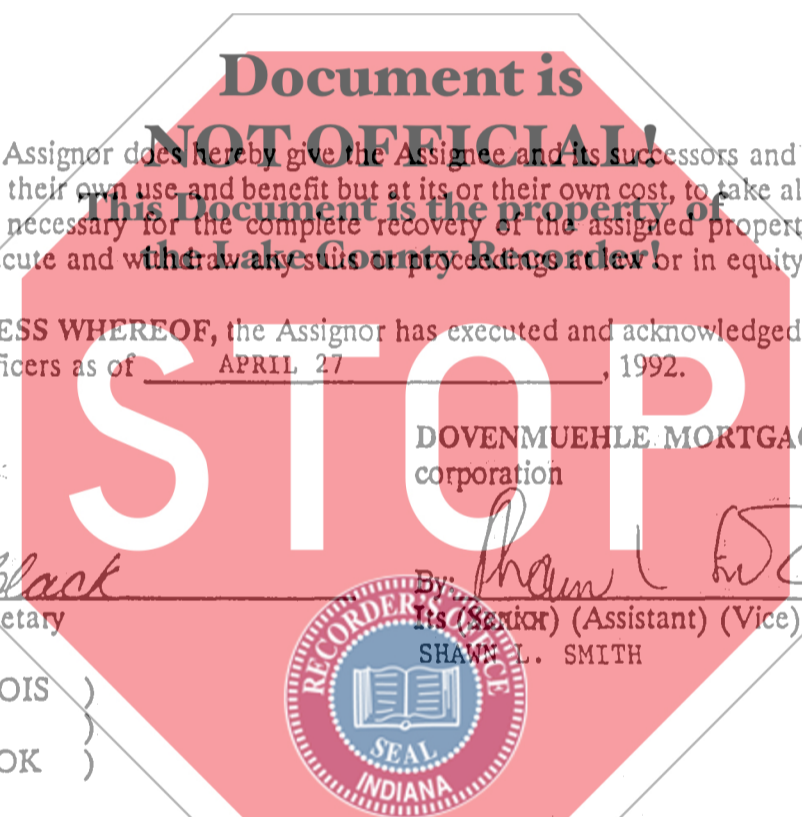 Document is
NOT OFFICIAL!
This Document is the property of
the Lake County Recorder!
Assignor does hereby give the Assignee and its successors and
their own use and benefit but at its or their own cost, to take al
necessary for the complete recovery of the assigned propert
cute and withdraw any suits or proceedings at law or in equity
ESS WHEREOF, the Assignor has executed and acknowledged
ficers as of APRIL 27, 1992.
STOP
DOVENMUEHLE MORTGA
corporation
Black
By: Shawn L
etary
Its (Senior) (Assistant) (Vice)
SHAWN L. SMITH
OIS )
)
OK )
RECORDER'S OFFICE
SEAL
INDIANA